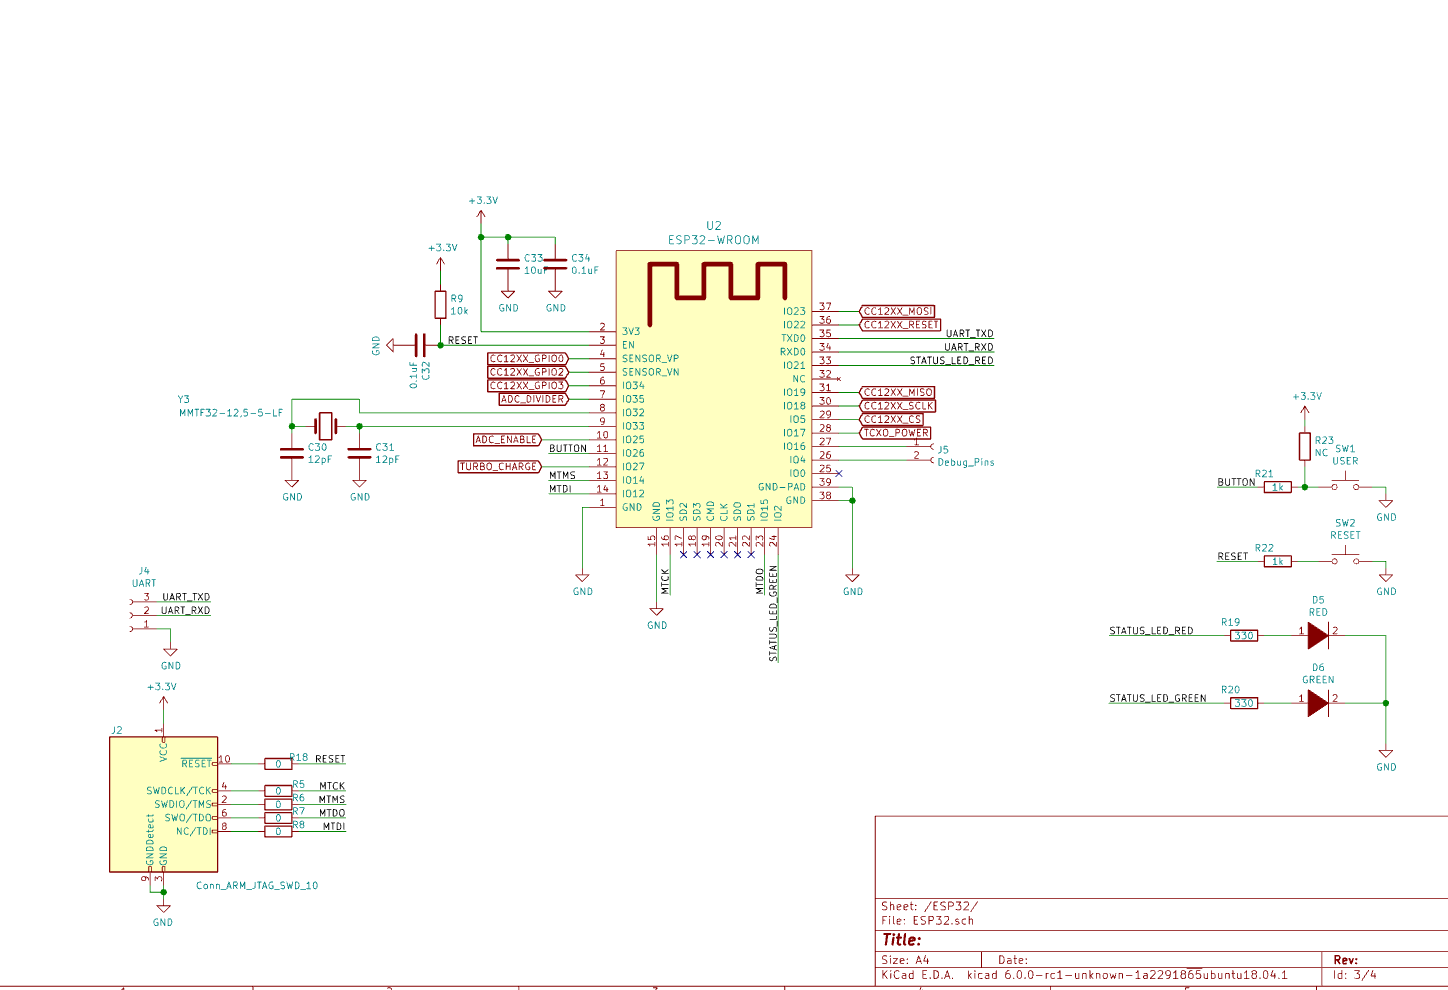 +3.3V
+3.3V
C33
10uF
C34
0.1uF
GND
GND
R9
10k
GND
0.1uF
C32
RESET
U2
ESP32-WROOM
2
3V3
3
EN
CC12XX_GPIO0
4
SENSOR_VP
CC12XX_GPIO2
5
SENSOR_VN
CC12XX_GPIO3
6
IO34
ADC_DIVIDER
7
IO35
8
IO32
9
IO33
ADC_ENABLE
10
IO25
BUTTON
11
IO26
TURBO_CHARGE
12
IO27
MTMS
13
IO14
MTDI
14
IO12
1
GND
GND
IO23
37
CC12XX_MOSI
IO22
36
CC12XX_RESET
TXD0
35
UART_TXD
RXD0
34
UART_RXD
IO21
33
STATUS_LED_RED
NC
32
IO19
31
CC12XX_MISO
IO18
30
CC12XX_SCLK
IO5
29
CC12XX_CS
IO17
28
TCXO_POWER
IO16
27
1
J5
IO4
26
2
Debug_Pins
IO0
25
GND-PAD
39
GND
38
GND
GND
15
GND
IO13
16
MTCK
SD2
17
SD3
18
CMD
19
CLK
20
SD0
21
SD1
22
IO15
23
MTDO
IO2
24
STATUS_LED_GREEN
Y3
MMTF32-12,5-5-LF
C30
12pF
C31
12pF
GND
GND
J4
UART
3
UART_TXD
2
UART_RXD
1
GND
+3.3V
J2
1
VCC
RESET
10
0
R18
RESET
SWDCLK/TCK
4
0
R5
MTCK
SWDIO/TMS
2
0
R6
MTMS
SWO/TDO
6
0
R7
MTDO
NC/TDI
8
0
R8
MTDI
GNDDetect
GND
9
3
Conn_ARM_JTAG_SWD_10
GND
+3.3V
R23
NC
SW1
USER
BUTTON
R21
1k
GND
SW2
RESET
RESET
R22
1k
GND
D5
RED
STATUS_LED_RED
R19
330
1
2
D6
GREEN
STATUS_LED_GREEN
R20
330
1
2
GND
Sheet: /ESP32/
File: ESP32.sch
Title:
Size: A4
Date:
Rev:
KiCad E.D.A.  kicad 6.0.0-rc1-unknown-1a22918~65~ubuntu18.04.1
Id: 3/4